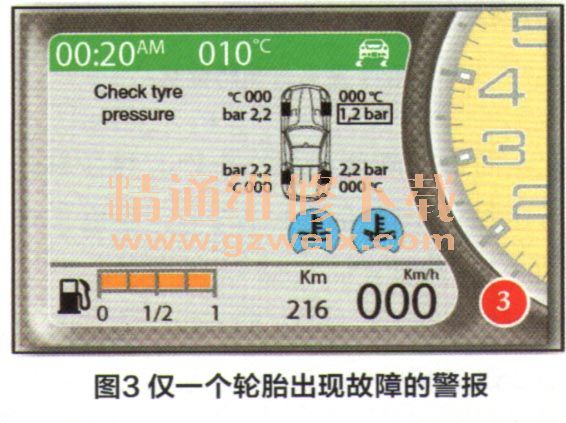 00:20AM 010°C
Check tyre
pressure
°C 000
bar 2,2
000 °C
1,2 bar
bar 2,2
°C 000
2,2 bar
000 °C
精通维修下载
www.gzweix.com
0 1/2 1
Km
216
Km/h
000
5
4
3
2
3
图3 仅一个轮胎出现故障的警报